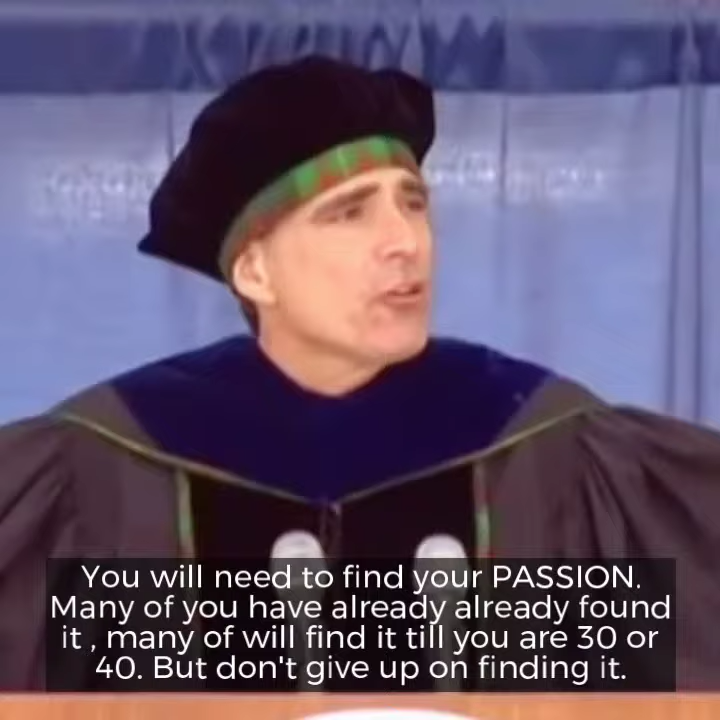 You will need to find your PASSION.
Many of you have already already found
it , many of will find it till you are 30 or
40. But don't give up on finding it.